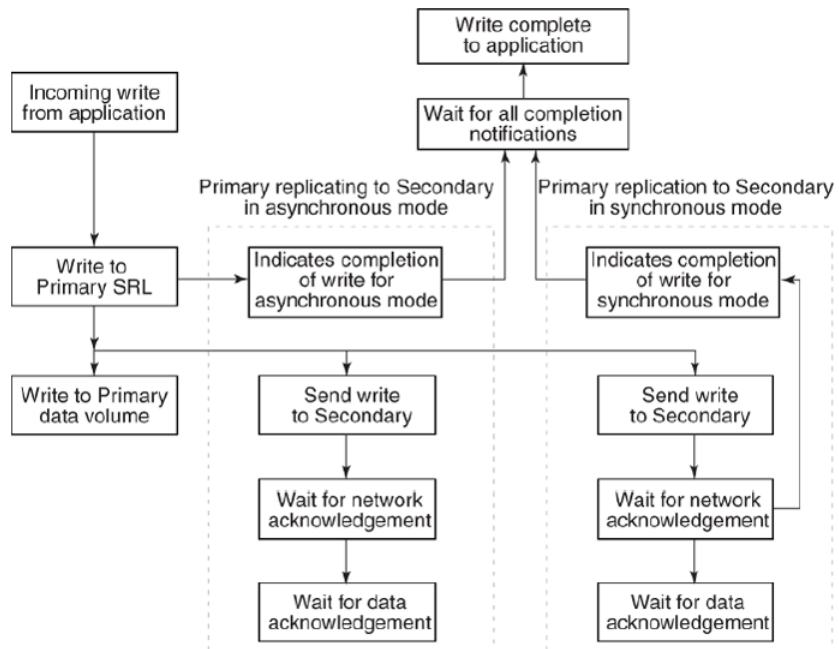 Write complete
to application
Incoming write
from application
Wait for all completion
notifications
Primary replicating to Secondary
in asynchronous mode
Primary replication to Secondary
in synchronous mode
Write to
Primary SRL
Indicates completion
of write for
asynchronous mode
Indicates completion
of write for
synchronous mode
Write to Primary
data volume
Send write
to Secondary
Send write
to Secondary
Wait for network
acknowledgement
Wait for network
acknowledgement
Wait for data
acknowledgement
Wait for data
acknowledgement